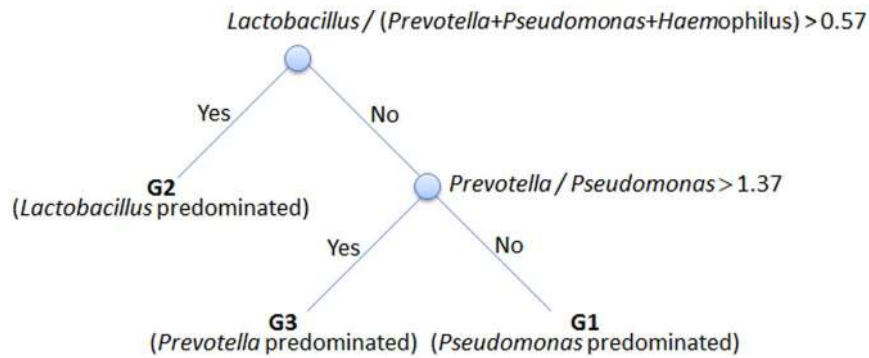 Lactobacillus / (Prevotella+Pseudomonas+Haemophilus) > 0.57
Yes
No
G2
(Lactobacillus predominated)
Prevotella / Pseudomonas > 1.37
Yes
No
G3
(Prevotella predominated)
G1
(Pseudomonas predominated)